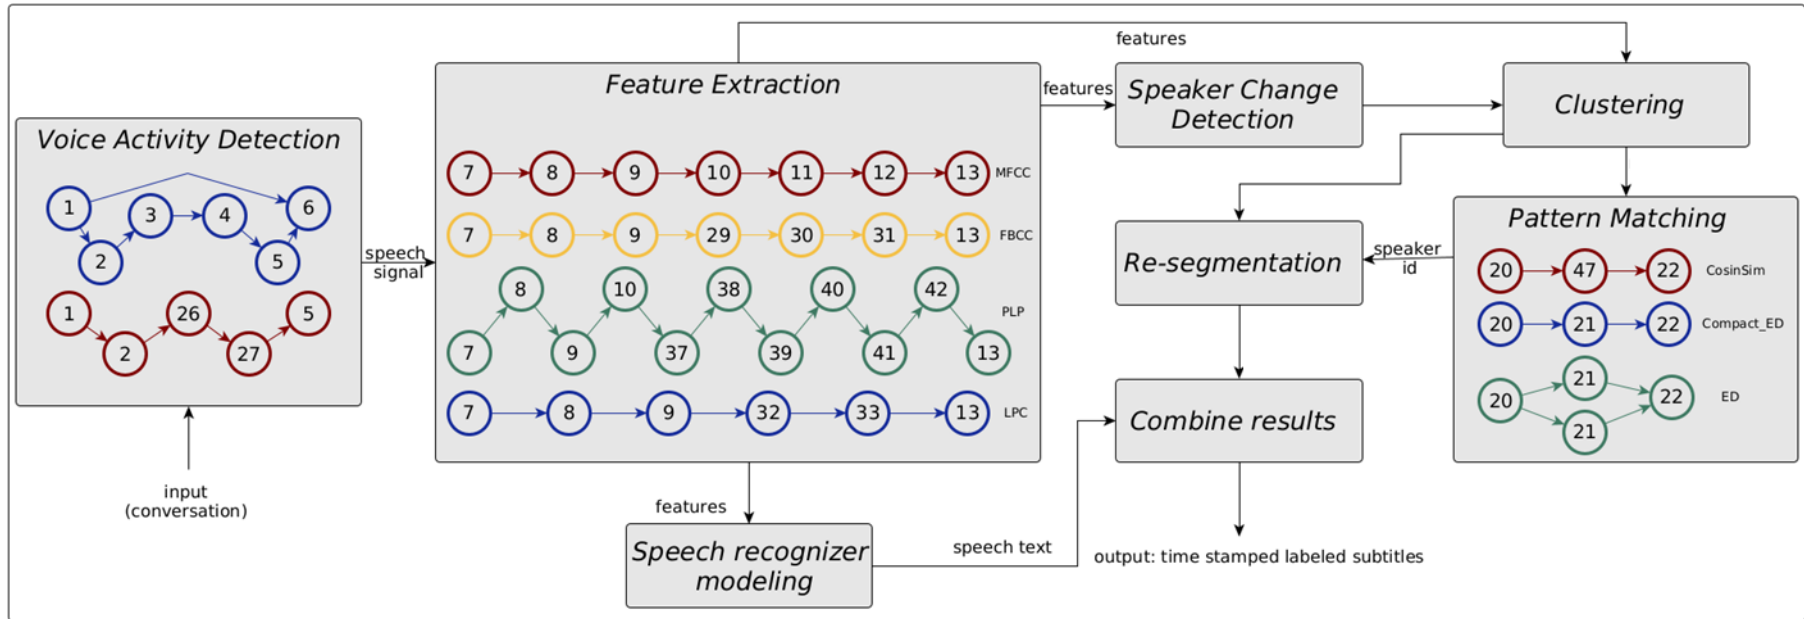 features
Feature Extraction
features
Speaker Change
Detection
Clustering
Voice Activity Detection
1
3
4
6
2
5
1
26
5
2
27
speech
signal
7
8
9
10
11
12
13
MFCC
7
8
9
29
30
31
13
FBCC
8
10
38
40
42
PLP
7
9
37
39
41
13
7
8
9
32
33
13
LPC
Re-segmentation
speaker
id
Pattern Matching
20
47
22
CosinSim
20
21
22
Compact_ED
21
20
22
ED
21
Combine results
input
(conversation)
features
Speech recognizer
modeling
speech text
output: time stamped labeled subtitles